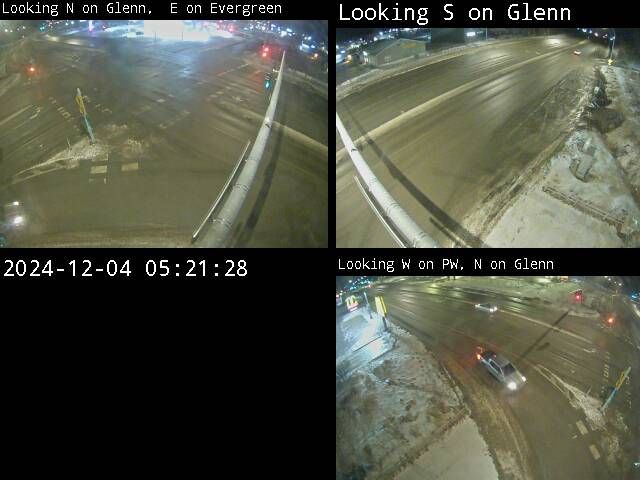 Looking N on Glenn,  E on Evergreen
Looking S on Glenn
2024-12-04 05:21:28
Looking W on PW, N on Glenn